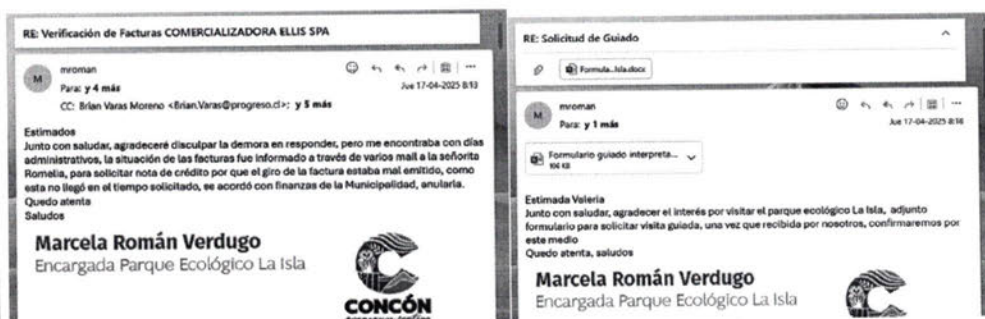 RE: Verificación de Facturas COMERCIALIZADORA ELLIS SPA
M
mroman
Para: y 4 más
Jue 17-04-2025 8:13
CC: Brian Varas Moreno <Brian.Varas@progreso.cl>; y 5 más
Estimados
Junto con saludar, agradeceré disculpar la demora en responder, pero me encontraba con días
administrativos, la situación de las facturas fue informado a través de varios mail a la señorita
Romelia, para solicitar nota de crédito por que el giro de la factura estaba mal emitido, como
esta no llegó en el tiempo solicitado, se acordó con finanzas de la Municipalidad, anularla.
Quedo atenta
Saludos
Marcela Román Verdugo
Encargada Parque Ecológico La Isla
CONCÓN
RE: Solicitud de Guiado
Formula...Isla.docx
M
mroman
Para: y 1 más
Jue 17-04-2025 8:16
Formulario guiado interpreta...
106 KB
Estimada Valeria
Junto con saludar, agradecer el interés por visitar el parque ecológico La Isla, adjunto
formulario para solicitar visita guiada, una vez que recibida por nosotros, confirmaremos por
este medio
Quedo atenta, saludos
Marcela Román Verdugo
Encargada Parque Ecológico La Isla